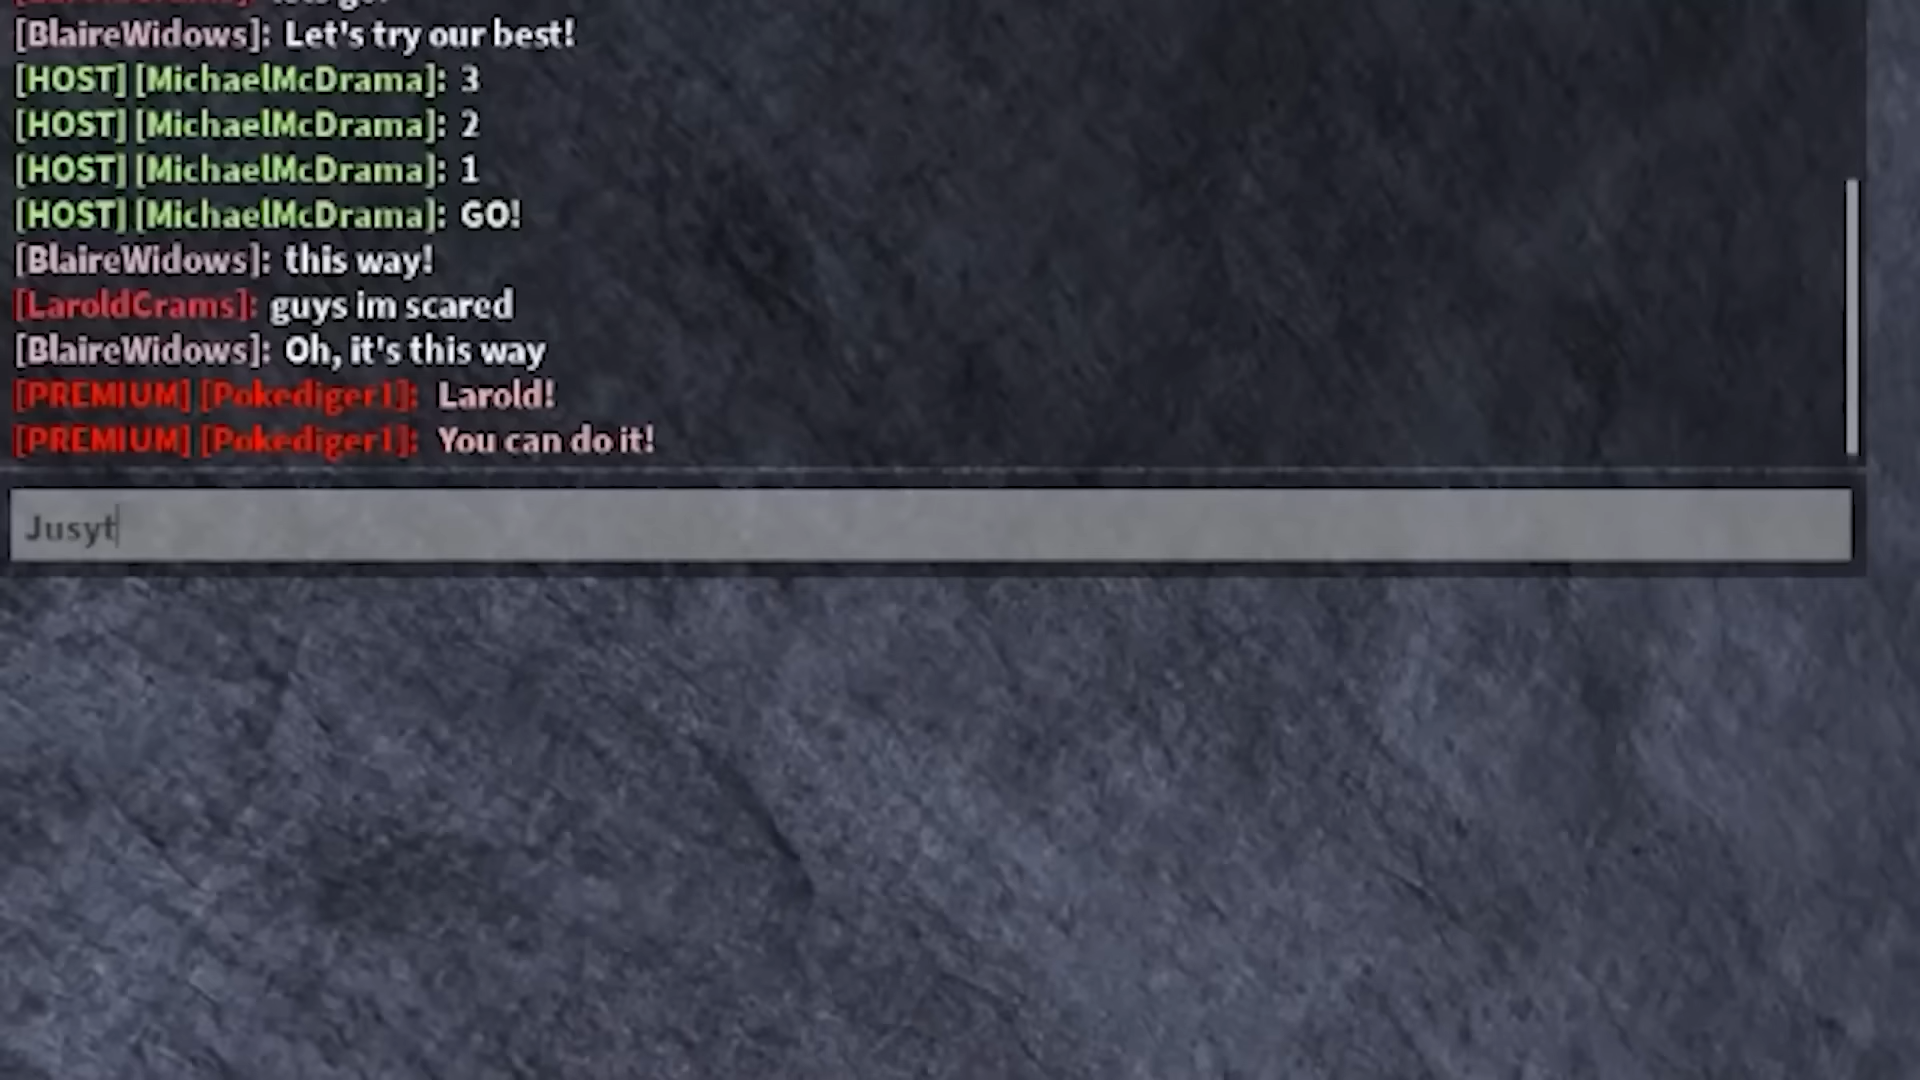 [BlaireWidows]: Let's try our best!
[HOST] [MichaelMcDrama]: 3
[HOST] [MichaelMcDrama]: 2
[HOST] [MichaelMcDrama]: 1
[HOST] [MichaelMcDrama]: GO!
[BlaireWidows]: this way!
[LaroldCrams]: guys im scared
[BlaireWidows]: Oh, it's this way
[PREMIUM] [Pokediger1]: Larold!
[PREMIUM] [Pokediger1]: You can do it!
Jusyt